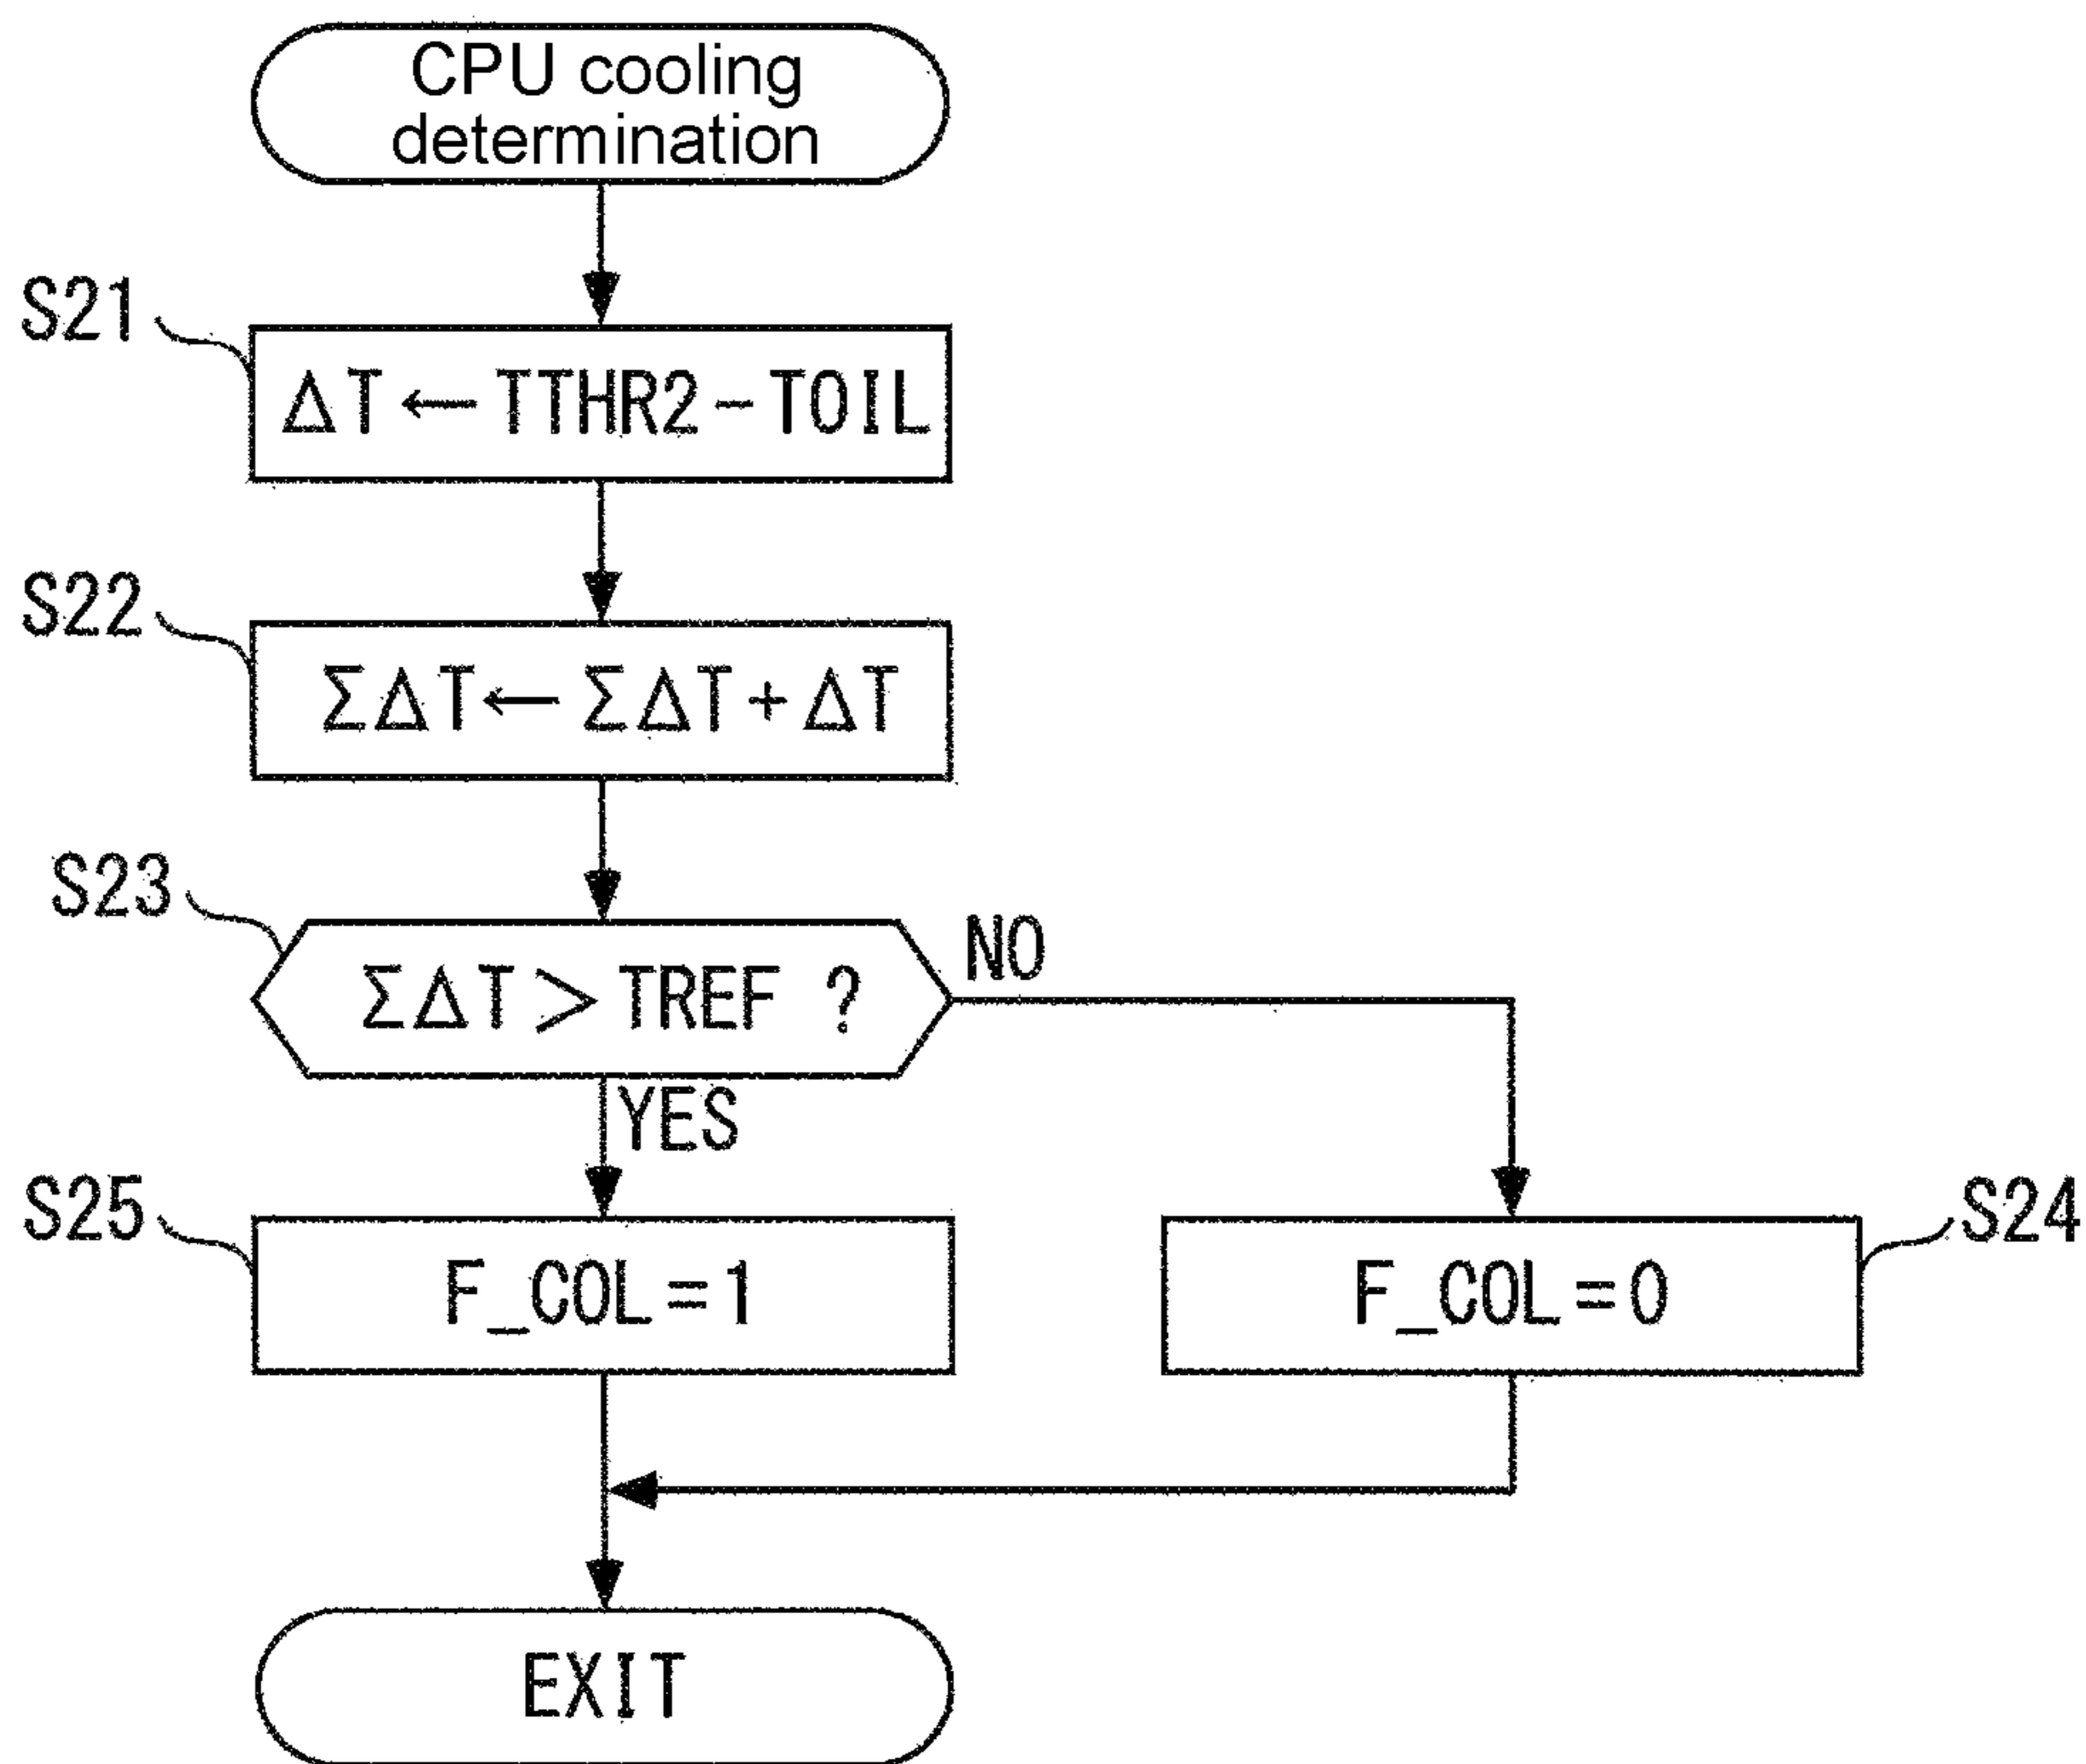 CPU cooling
determination
S21
ΔT←TTHR2-TOIL
S22
ΣΔT←ΣΔT+ΔT
S23
ΣΔT>TREF ?
NO
YES
S25
F_COL=1
F_COL=0
S24
EXIT